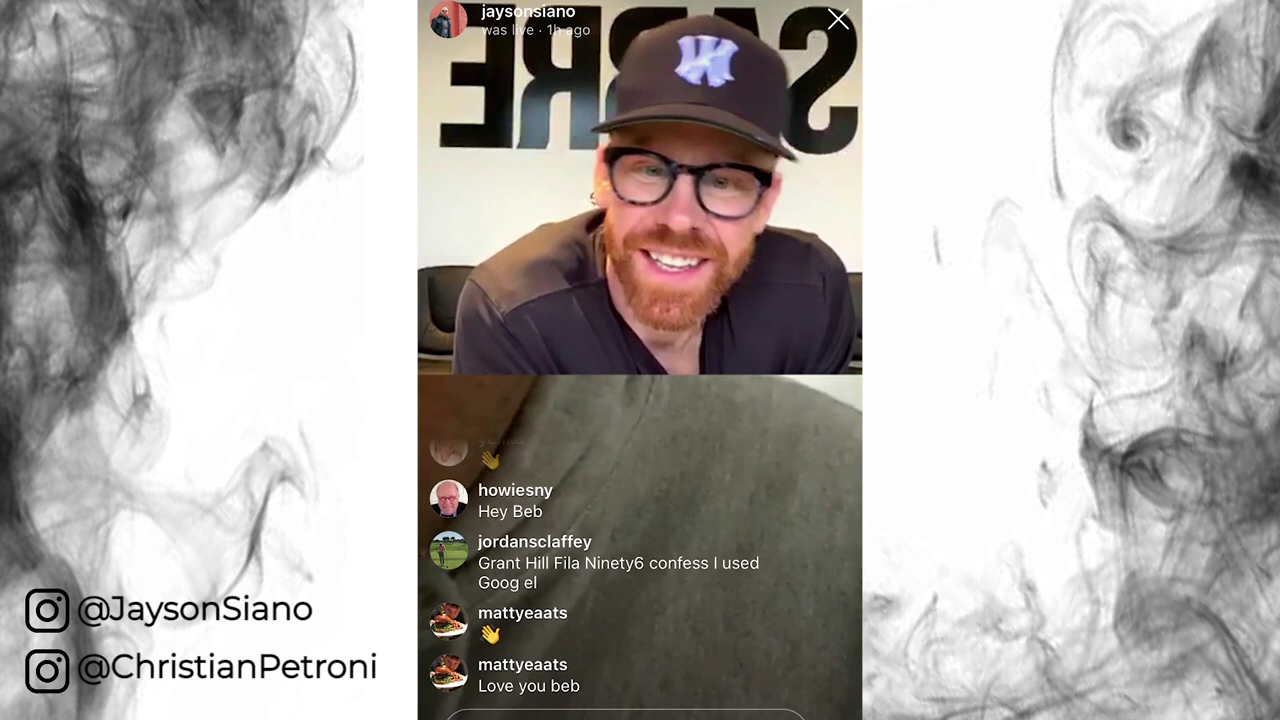 jaysonsiano
was live · 1h ago
SABRE
howiesny
Hey Beb
jordansclaffey
Grant Hill Fila Ninety6 confess I used
Goog el
mattyeaats
👋
mattyeaats
Love you beb
@JaysonSiano
@ChristianPetroni